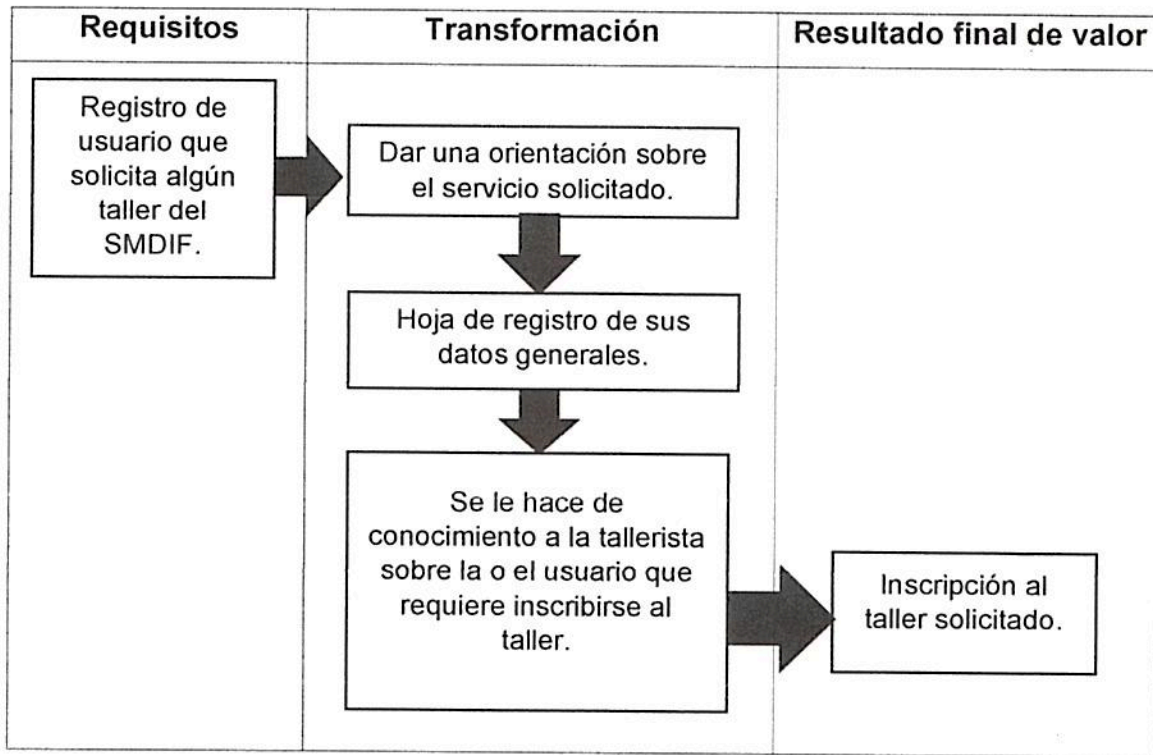 Requisitos
Transformación
Resultado final de valor
Registro de
usuario que
solicita algún
taller del
SMDIF.
Dar una orientación sobre
el servicio solicitado.
Hoja de registro de sus
datos generales.
Se le hace de
conocimiento a la tallerista
sobre la o el usuario que
requiere inscribirse al
taller.
Inscripción al
taller solicitado.